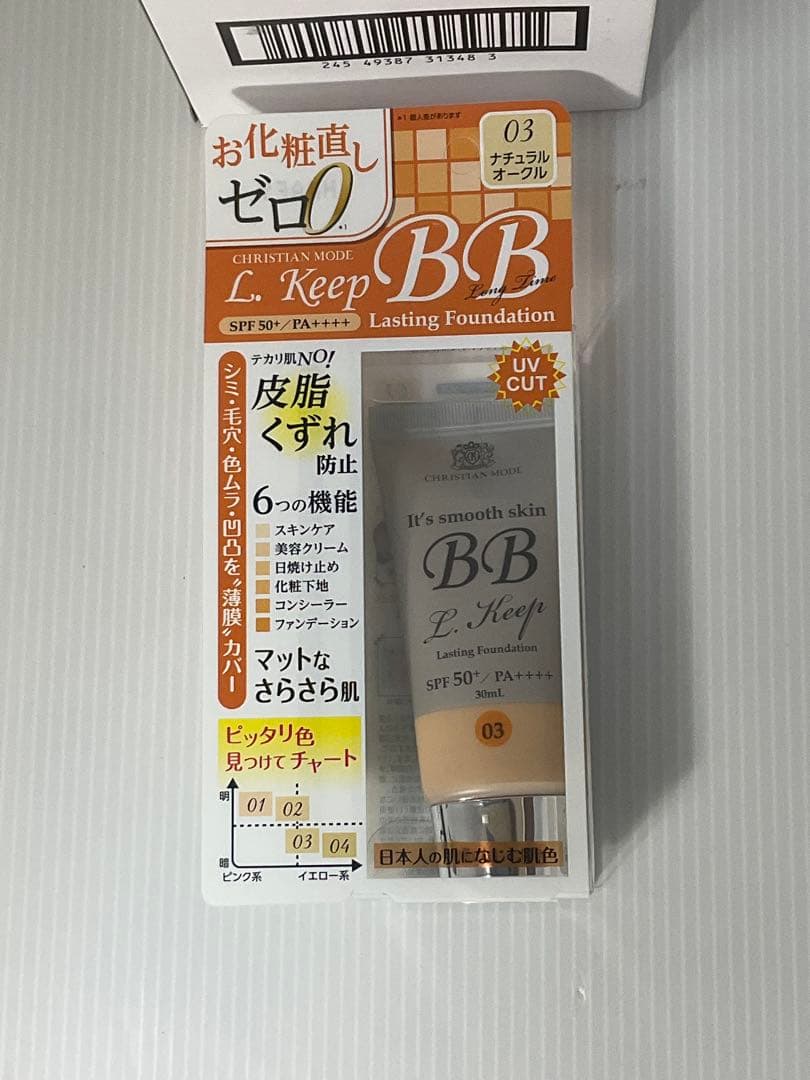 245 49387 31348 3
*1 個人差があります
お化粧直し
ゼロ0 *1
03
ナチュラル
オークル
CHRISTIAN MODE
L. Keep BB
Long Time
SPF 50+/PA++++
Lasting Foundation
シミ・毛穴・色ムラ・凹凸を“薄膜”カバー
テカリ肌NO!
皮脂
くずれ
防止
6つの機能
スキンケア
美容クリーム
日焼け止め
化粧下地
コンシーラー
ファンデーション
マットな
さらさら肌
UV
CUT
CHRISTIAN MODE
It's smooth skin
BB
L. Keep
Lasting Foundation
SPF 50+/ PA++++
30mL
03
日本人の肌になじむ肌色
ピッタリ色
見つけてチャート
明
01
02
03
04
暗
ピンク系
イエロー系